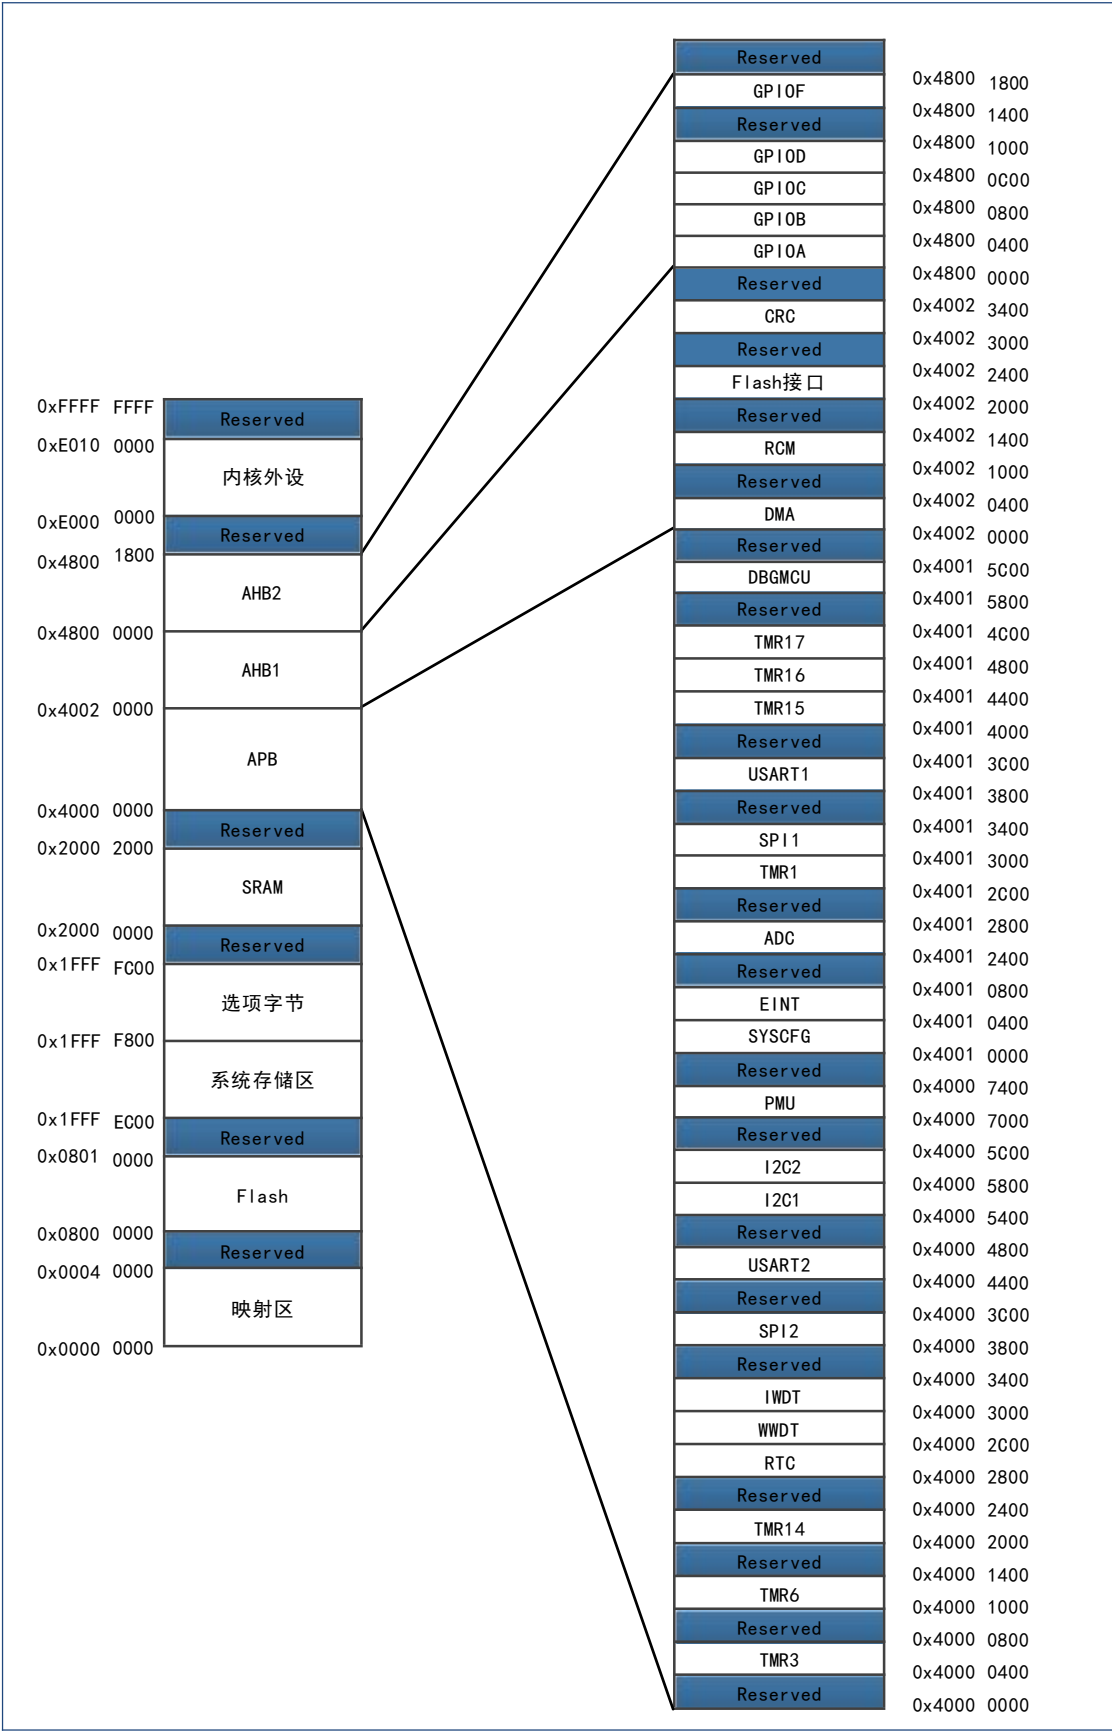 0xFFFF FFFF
Reserved
0xE010 0000
内核外设
0xE000 0000
Reserved
0x4800 1800
AHB2
0x4800 0000
AHB1
0x4002 0000
APB
0x4000 0000
Reserved
0x2000 2000
SRAM
0x2000 0000
Reserved
0x1FFF FC00
选项字节
0x1FFF F800
系统存储区
0x1FFF EC00
Reserved
0x0801 0000
Flash
0x0800 0000
Reserved
0x0004 0000
映射区
0x0000 0000
Reserved
0x4800 1800
GPIOF
0x4800 1400
Reserved
0x4800 1000
GPIOD
0x4800 0C00
GPIOC
0x4800 0800
GPIOB
0x4800 0400
GPIOA
0x4800 0000
Reserved
0x4002 3400
CRC
0x4002 3000
Reserved
0x4002 2400
Flash接口
0x4002 2000
Reserved
0x4002 1400
RCM
0x4002 1000
Reserved
0x4002 0400
DMA
0x4002 0000
Reserved
0x4001 5C00
DBGMCU
0x4001 5800
Reserved
0x4001 4C00
TMR17
0x4001 4800
TMR16
0x4001 4400
TMR15
0x4001 4000
Reserved
0x4001 3C00
USART1
0x4001 3800
Reserved
0x4001 3400
SPI1
0x4001 3000
TMR1
0x4001 2C00
Reserved
0x4001 2800
ADC
0x4001 2400
Reserved
0x4001 0800
EINT
0x4001 0400
SYSCFG
0x4001 0000
Reserved
0x4000 7400
PMU
0x4000 7000
Reserved
0x4000 5C00
I2C2
0x4000 5800
I2C1
0x4000 5400
Reserved
0x4000 4800
USART2
0x4000 4400
Reserved
0x4000 3C00
SPI2
0x4000 3800
Reserved
0x4000 3400
IWDT
0x4000 3000
WWDT
0x4000 2C00
RTC
0x4000 2800
Reserved
0x4000 2400
TMR14
0x4000 2000
Reserved
0x4000 1400
TMR6
0x4000 1000
Reserved
0x4000 0800
TMR3
0x4000 0400
Reserved
0x4000 0000